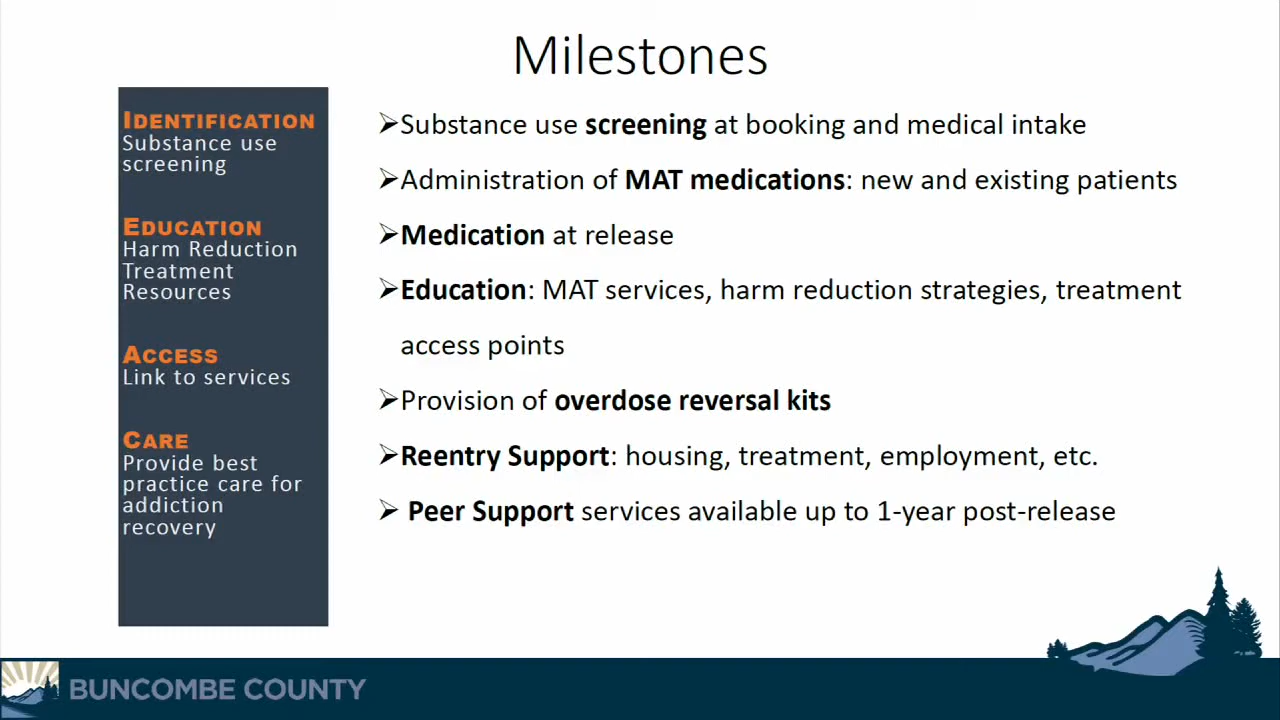 Milestones
IDENTIFICATION
Substance use
screening
EDUCATION
Harm Reduction
Treatment
Resources
ACCESS
Link to services
CARE
Provide best
practice care for
addiction
recovery
➢Substance use screening at booking and medical intake
➢Administration of MAT medications: new and existing patients
➢Medication at release
➢Education: MAT services, harm reduction strategies, treatment
access points
➢Provision of overdose reversal kits
➢Reentry Support: housing, treatment, employment, etc.
➢ Peer Support services available up to 1-year post-release
BUNCOMBE COUNTY